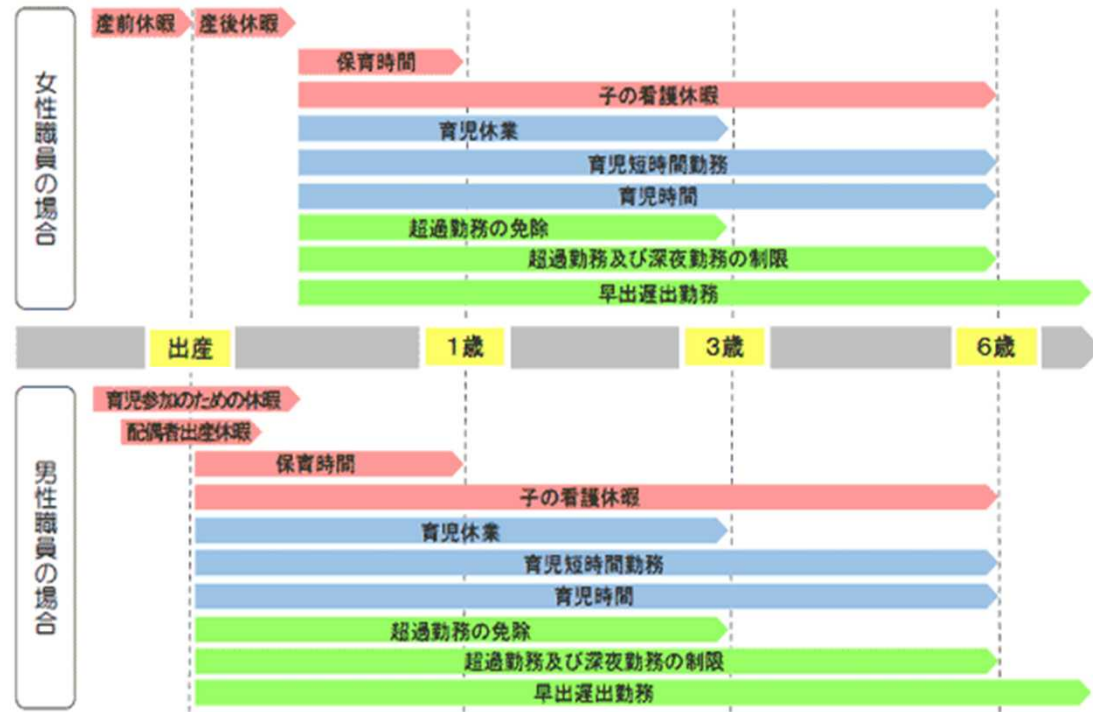 女性職員の場合
産前休暇 産後休暇
保育時間
子の看護休暇
育児休業
育児短時間勤務
育児時間
超過勤務の免除
超過勤務及び深夜勤務の制限
早出遅出勤務
出産 1歳 3歳 6歳
男性職員の場合
育児参加のための休暇
配偶者出産休暇
保育時間
子の看護休暇
育児休業
育児短時間勤務
育児時間
超過勤務の免除
超過勤務及び深夜勤務の制限
早出遅出勤務